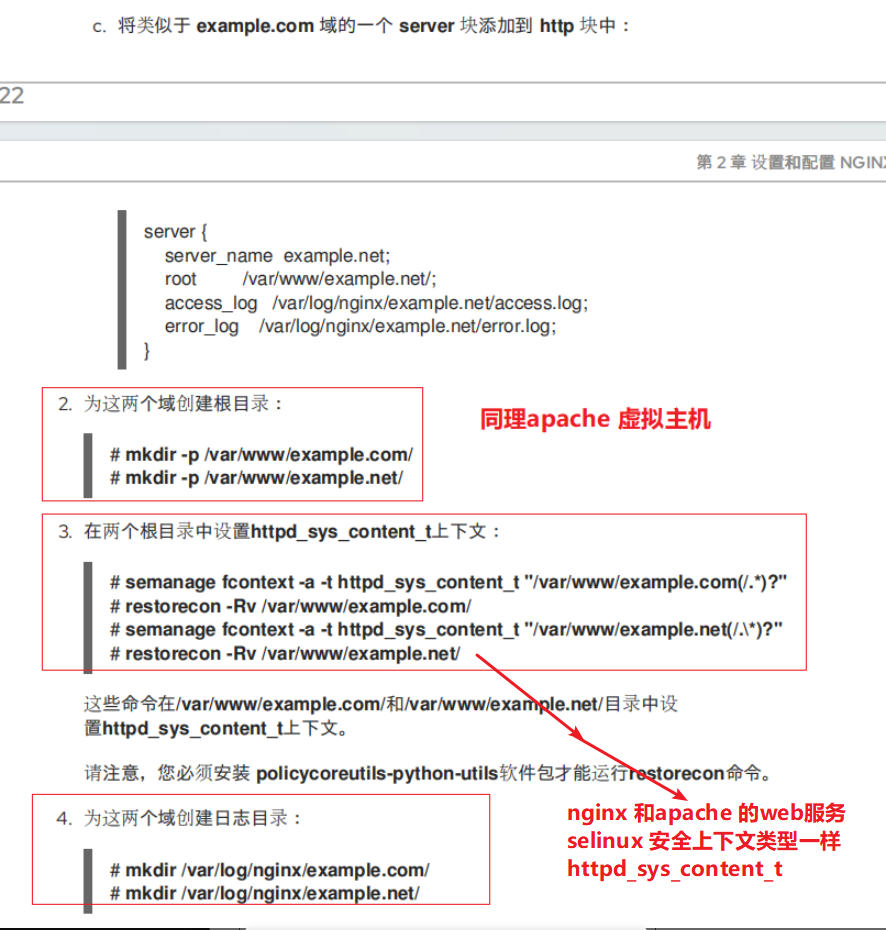 c. 将类似于 example.com 域的一个 server 块添加到 http 块中：
22
第 2 章 设置和配置 NGINX
server {
server_name example.net;
root /var/www/example.net/;
access_log /var/log/nginx/example.net/access.log;
error_log /var/log/nginx/example.net/error.log;
}
2. 为这两个域创建根目录：
同理apache 虚拟主机
# mkdir -p /var/www/example.com/
# mkdir -p /var/www/example.net/
3. 在两个根目录中设置httpd_sys_content_t上下文：
# semanage fcontext -a -t httpd_sys_content_t "/var/www/example.com(/.*)?"
# restorecon -Rv /var/www/example.com/
# semanage fcontext -a -t httpd_sys_content_t "/var/www/example.net(/.\*)?"
# restorecon -Rv /var/www/example.net/
这些命令在/var/www/example.com/和/var/www/example.net/目录中设
置httpd_sys_content_t上下文。
请注意，您必须安装 policycoreutils-python-utils软件包才能运行restorecon命令。
4. 为这两个域创建日志目录：
nginx 和apache 的web服务
selinux 安全上下文类型一样
httpd_sys_content_t
# mkdir /var/log/nginx/example.com/
# mkdir /var/log/nginx/example.net/